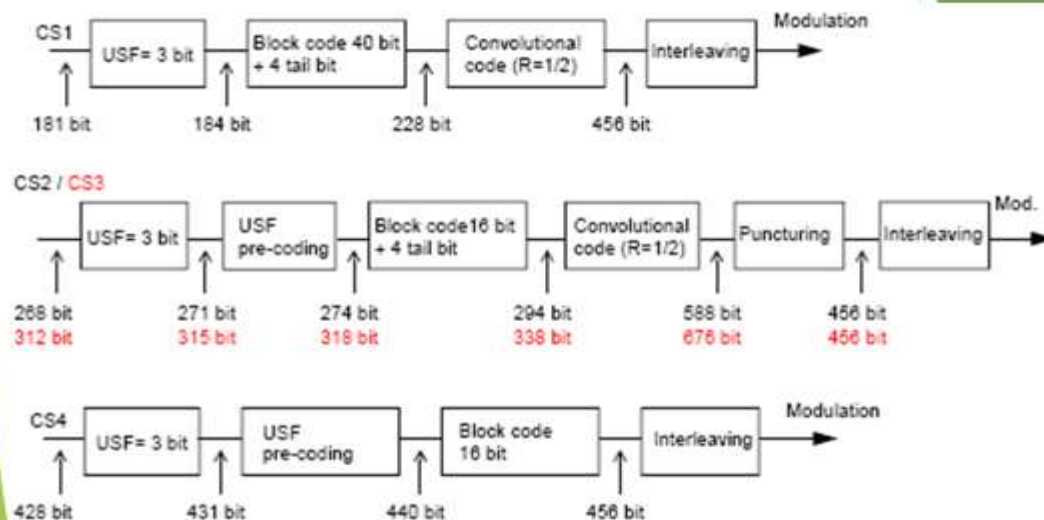 CS1
USF= 3 bit
Block code 40 bit
+ 4 tail bit
Convolutional
code (R=1/2)
Interleaving
Modulation
181 bit
184 bit
228 bit
456 bit
CS2 / CS3
USF= 3 bit
USF
pre-coding
Block code16 bit
+ 4 tail bit
Convolutional
code (R=1/2)
Puncturing
Interleaving
Mod.
268 bit
271 bit
274 bit
294 bit
588 bit
456 bit
312 bit
315 bit
318 bit
338 bit
676 bit
456 bit
CS4
USF= 3 bit
USF
pre-coding
Block code
16 bit
Interleaving
Modulation
428 bit
431 bit
440 bit
456 bit